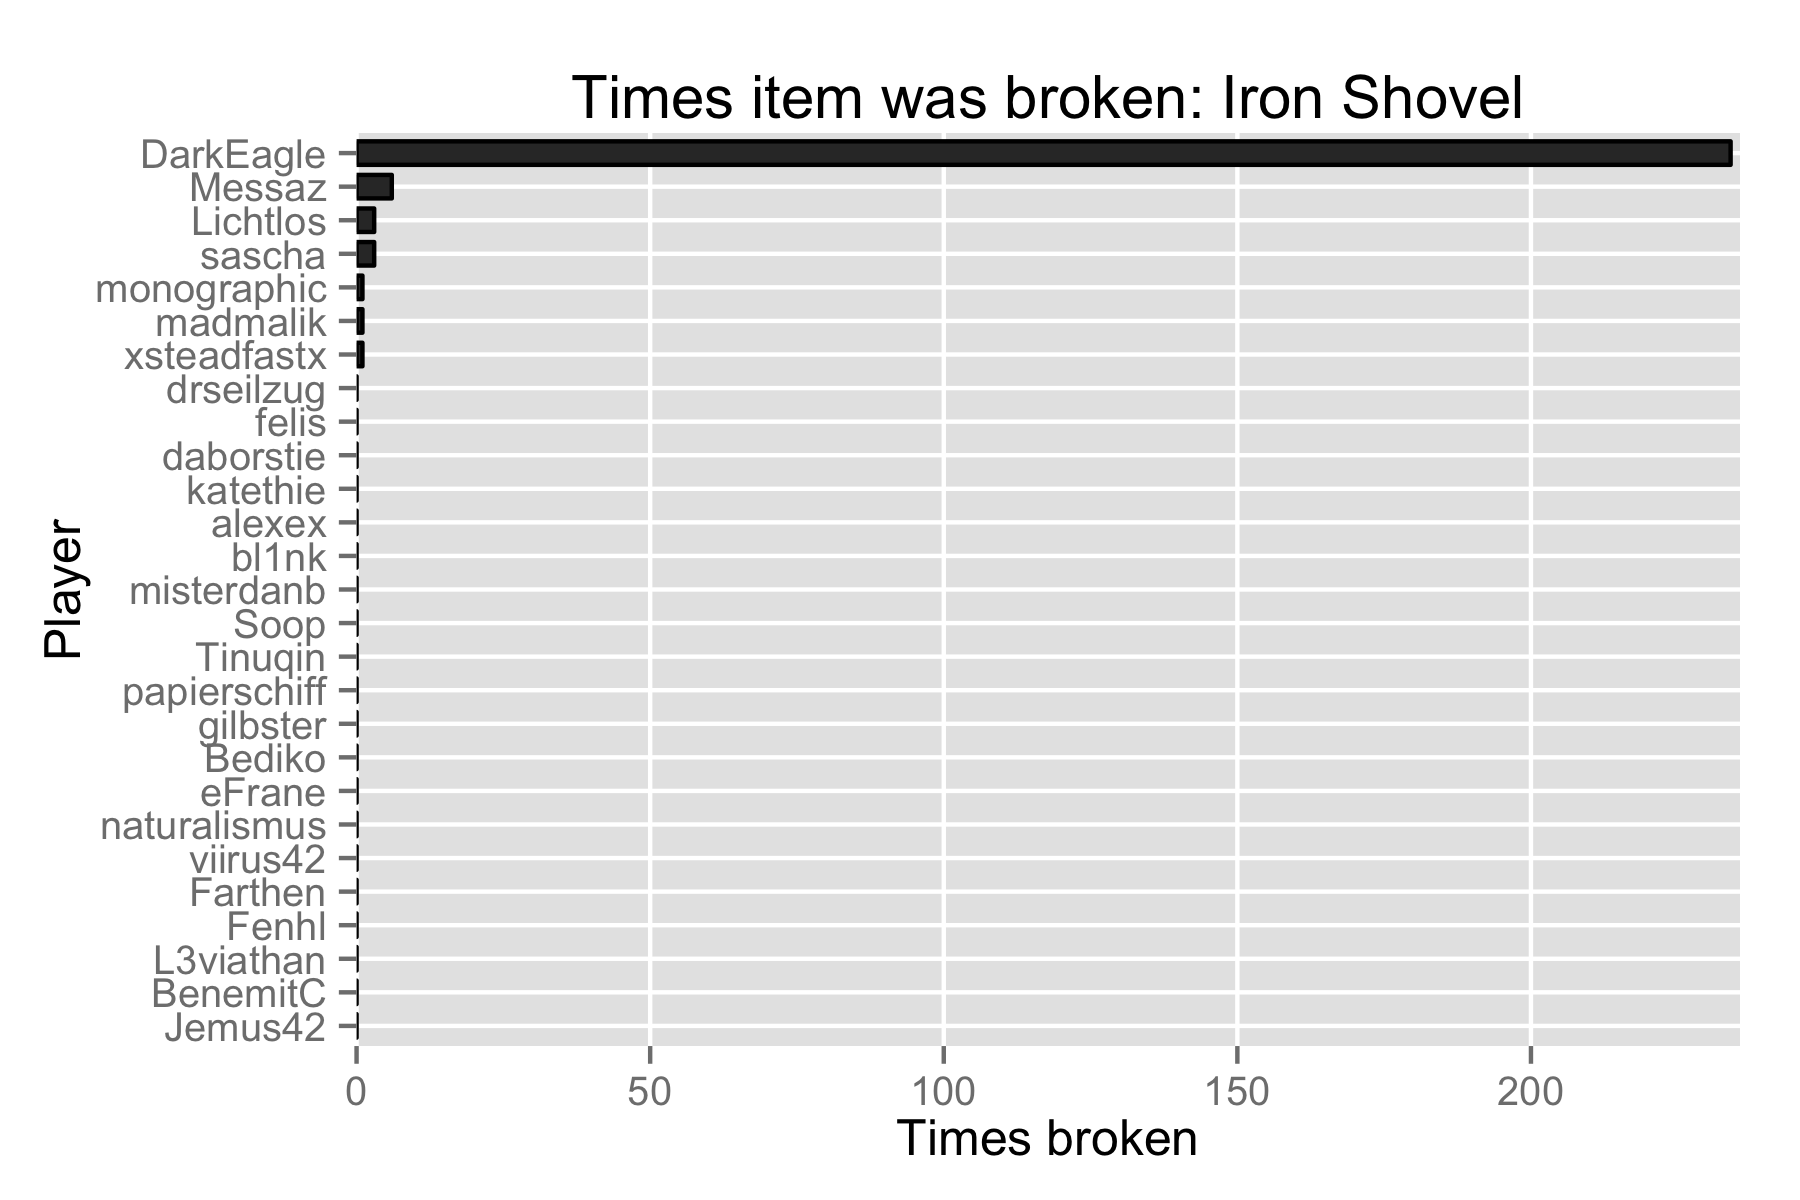 Times item was broken: Iron Shovel
DarkEagle
Messaz
Lichtlos
sascha
monographic
madmalik
xsteadfastx
drseilzug
felis
daborstie
katethie
alexex
bl1nk
misterdanb
Soop
Tinuqin
papierschiff
gilbster
Bediko
eFrane
naturalismus
viirus42
Farthen
Fenhl
L3viathan
BenemitC
Jemus42
Player
0 50 100 150 200
Times broken